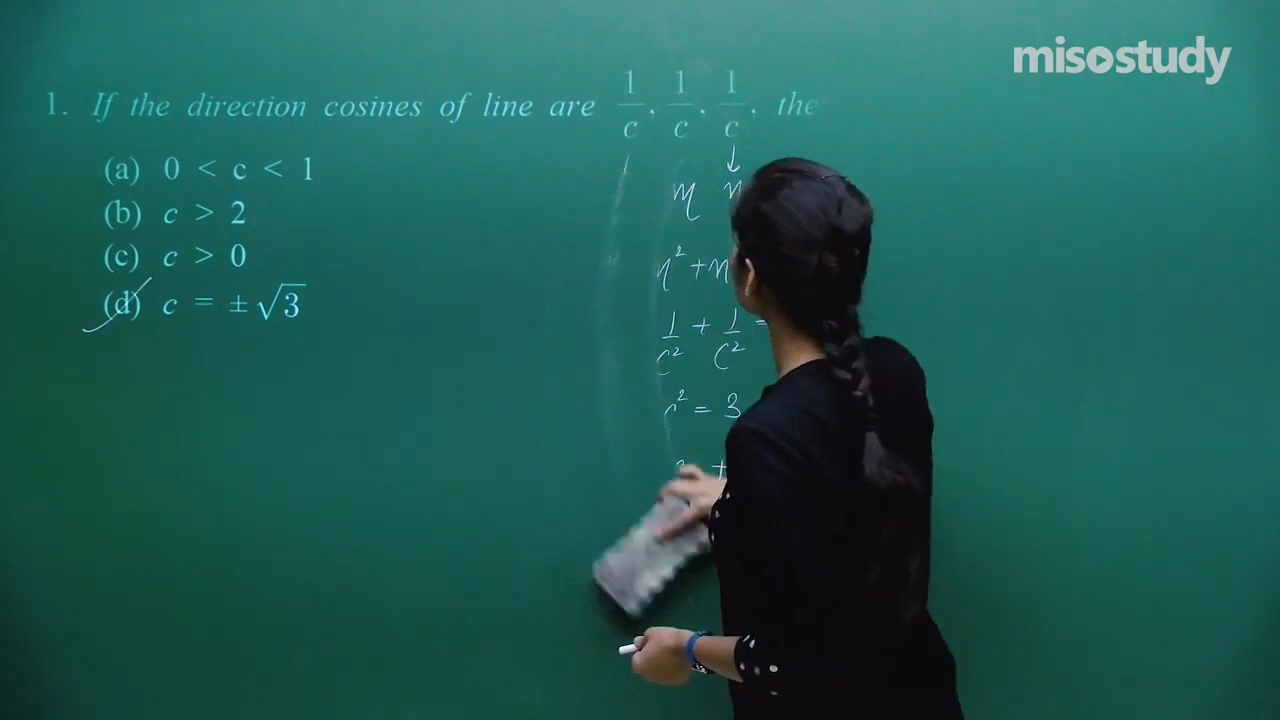 misostudy
1. If the direction cosines of line are 1/c, 1/c, 1/c, the
(a) 0 < c < 1
(b) c > 2
(c) c > 0
(d) c = ± √3
↓
m n
n² + n
1/c² + 1/c² =
c² = 3